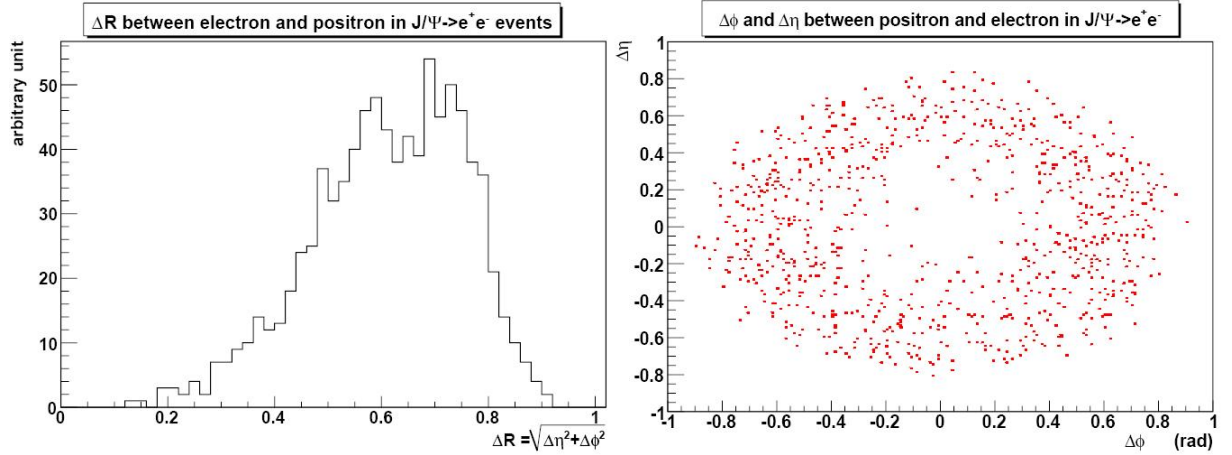 ΔR between electron and positron in J/Ψ->e⁺e⁻ events
arbitrary unit
50
40
30
20
10
0
0 0.2 0.4 0.6 0.8 1
ΔR =√Δη²+Δφ²
Δφ and Δη between positron and electron in J/Ψ->e⁺e⁻
Δη
1
0.8
0.6
0.4
0.2
0
-0.2
-0.4
-0.6
-0.8
-1
-1 -0.8 -0.6 -0.4 -0.2 0 0.2 0.4 0.6 0.8 1
Δφ (rad)